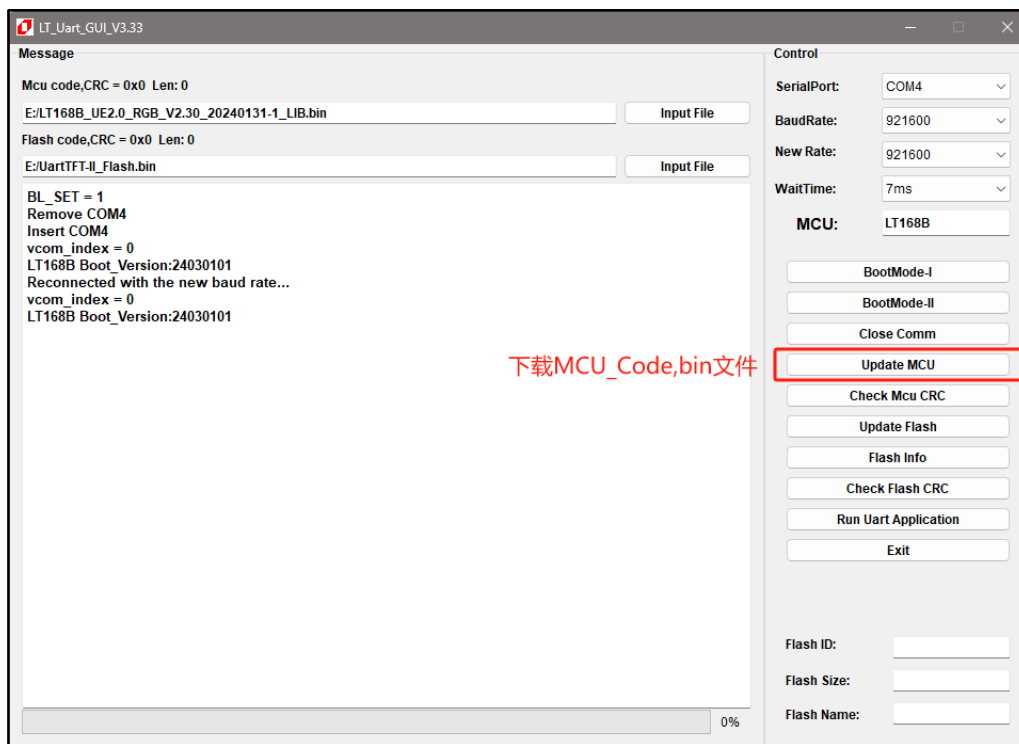 LT_Uart_GUI_V3.33
Message
Mcu code,CRC = 0x0 Len: 0
E:/LT168B_UE2.0_RGB_V2.30_20240131-1_LIB.bin
Input File
Flash code,CRC = 0x0 Len: 0
E:/UartTFT-II_Flash.bin
Input File
BL_SET = 1
Remove COM4
Insert COM4
vcom_index = 0
LT168B Boot_Version:24030101
Reconnected with the new baud rate...
vcom_index = 0
LT168B Boot_Version:24030101
下载MCU_Code,bin文件
0%
Control
SerialPort: COM4
BaudRate: 921600
New Rate: 921600
WaitTime: 7ms
MCU: LT168B
BootMode-I
BootMode-II
Close Comm
Update MCU
Check Mcu CRC
Update Flash
Flash Info
Check Flash CRC
Run Uart Application
Exit
Flash ID:
Flash Size:
Flash Name: